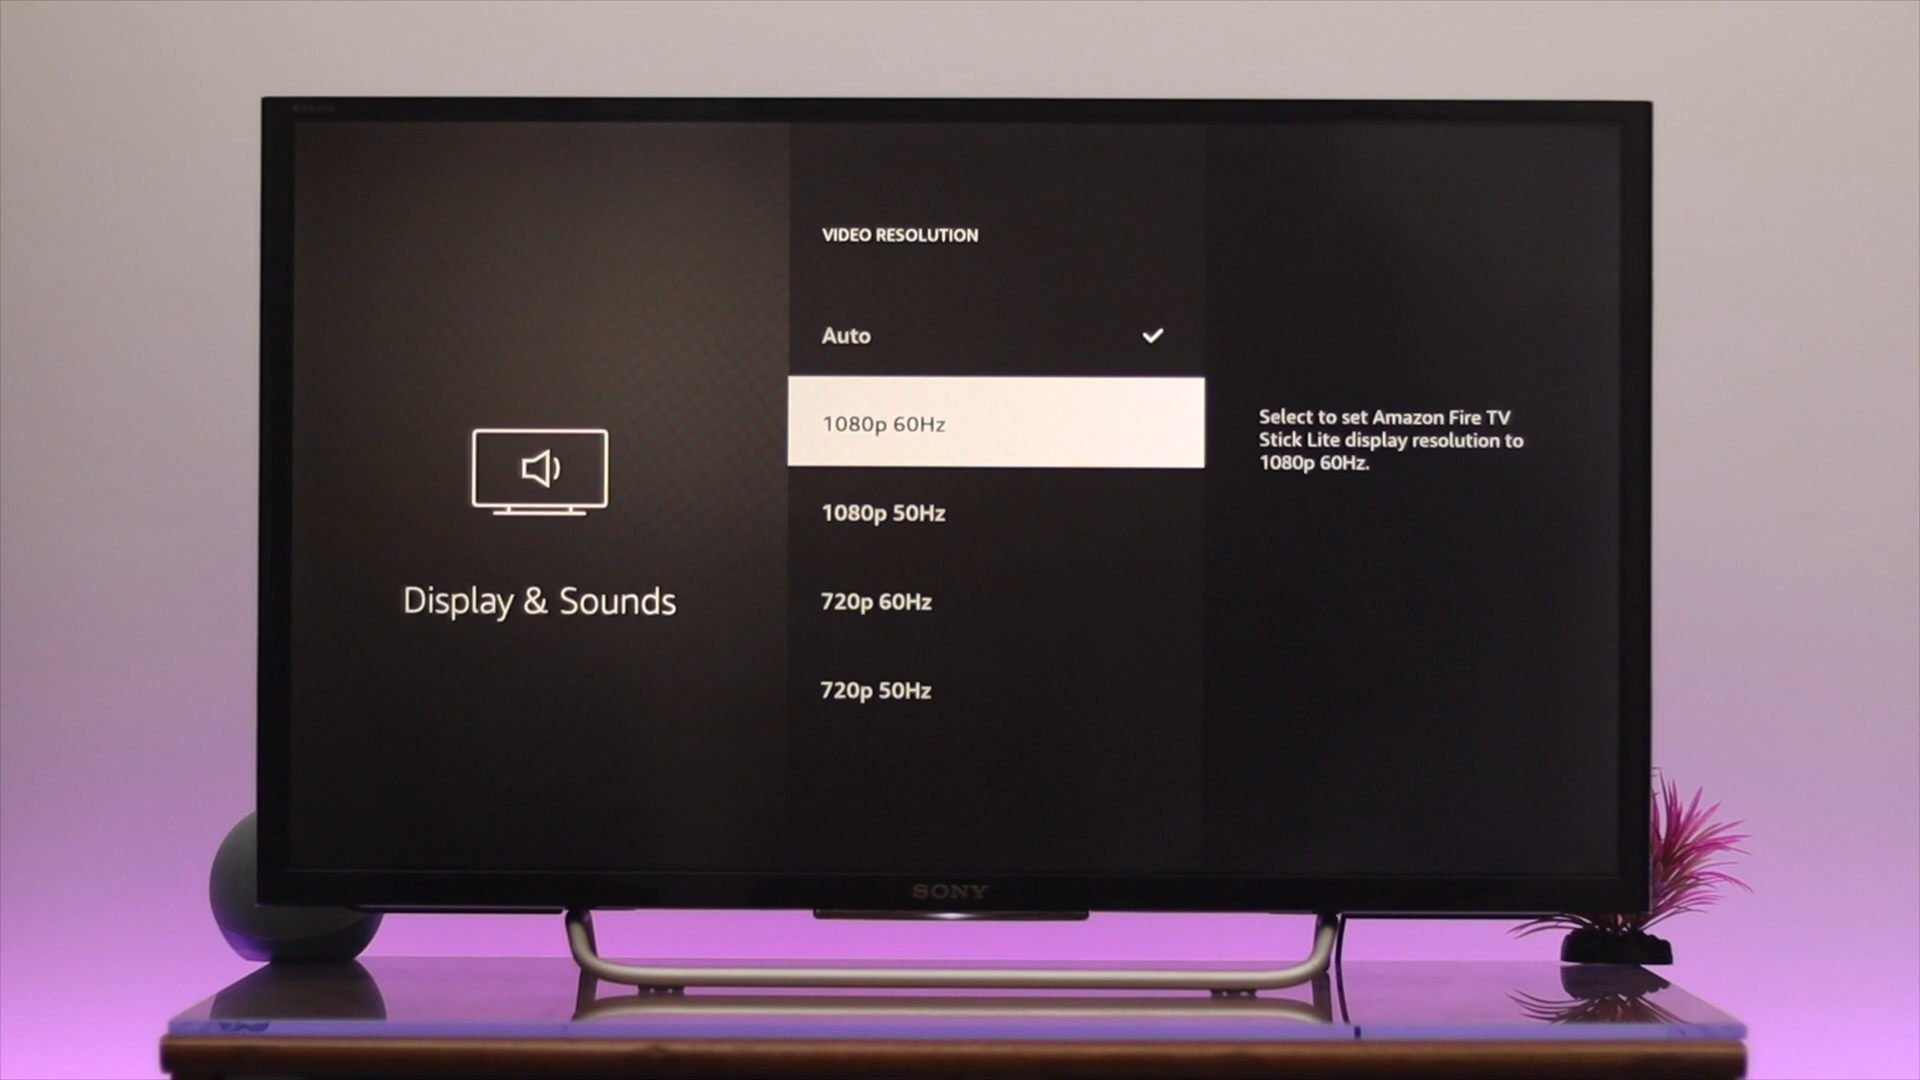 BRAVIA
VIDEO RESOLUTION
Auto
1080p 60Hz
1080p 50Hz
720p 60Hz
720p 50Hz
Display & Sounds
Select to set Amazon Fire TV
Stick Lite display resolution to
1080p 60Hz.
SONY